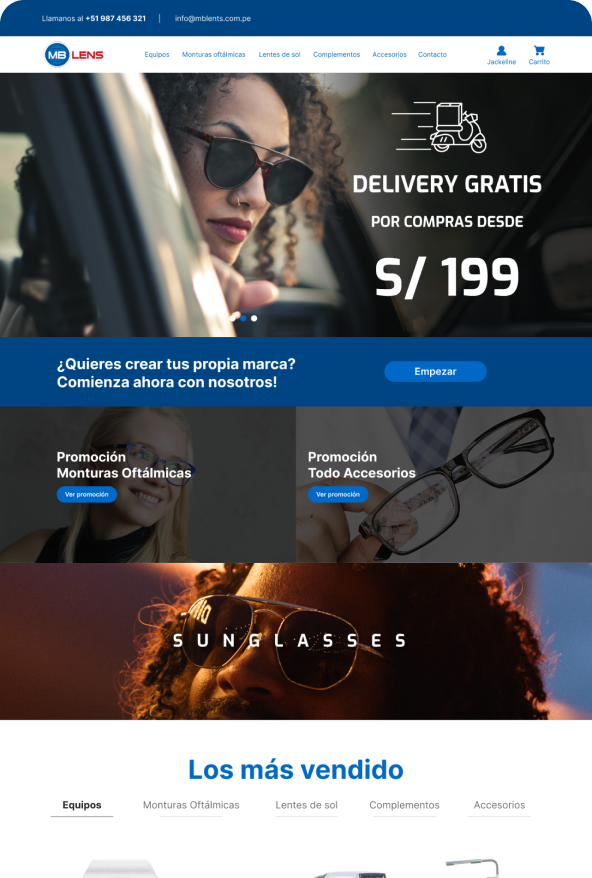 Llamanos al +51 987 456 321 | info@mblents.com.pe
MB LENS
Equipos Monturas oftálmicas Lentes de sol Complementos Accesorios Contacto
Jackeline Carrito
DELIVERY GRATIS
POR COMPRAS DESDE
S/ 199
¿Quieres crear tus propia marca?
Comienza ahora con nosotros!
Empezar
Promoción
Monturas Oftálmicas
Ver promoción
Promoción
Todo Accesorios
Ver promoción
SUNGLASSES
Los más vendido
Equipos Monturas Oftálmicas Lentes de sol Complementos Accesorios